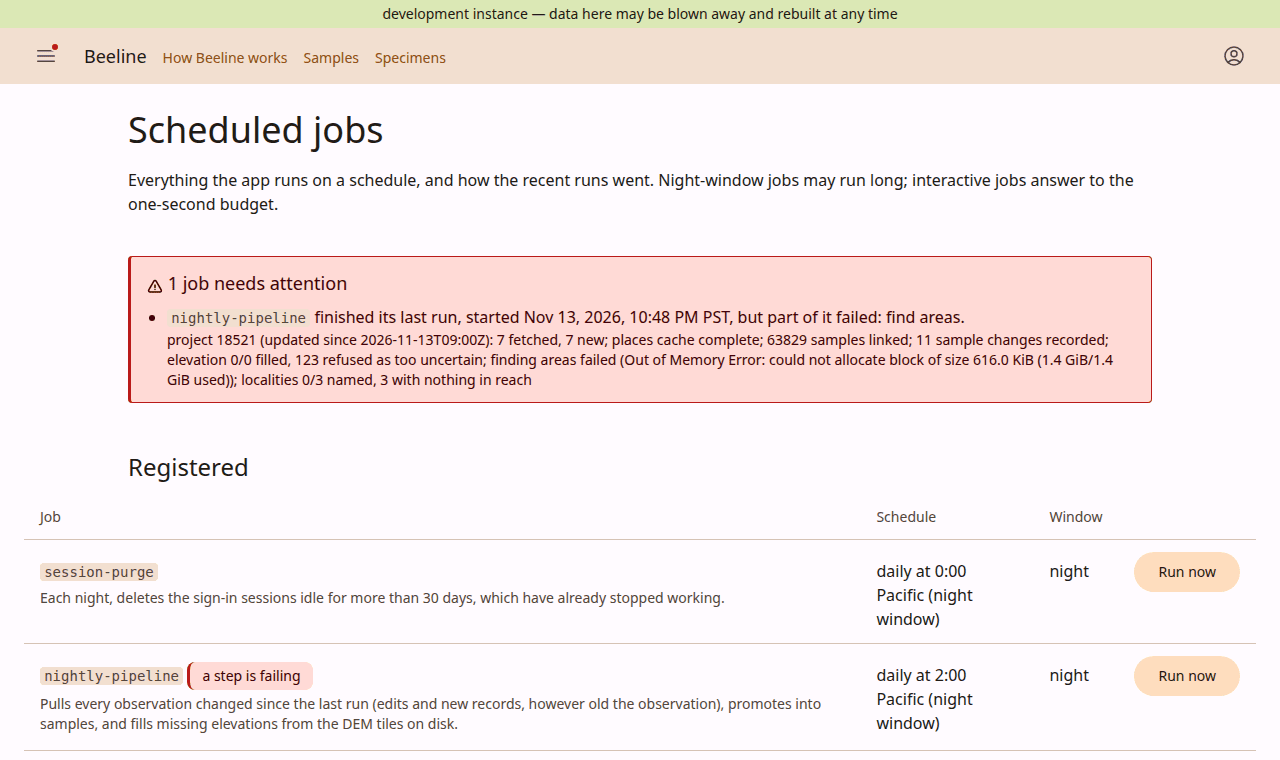 development instance — data here may be blown away and rebuilt at any time
Beeline How Beeline works Samples Specimens
Scheduled jobs
Everything the app runs on a schedule, and how the recent runs went. Night-window jobs may run long; interactive jobs answer to the
one-second budget.
1 job needs attention
nightly-pipeline finished its last run, started Nov 13, 2026, 10:48 PM PST, but part of it failed: find areas.
project 18521 (updated since 2026-11-13T09:00Z): 7 fetched, 7 new; places cache complete; 63829 samples linked; 11 sample changes recorded;
elevation 0/0 filled, 123 refused as too uncertain; finding areas failed (Out of Memory Error: could not allocate block of size 616.0 KiB (1.4 GiB/1.4
GiB used)); localities 0/3 named, 3 with nothing in reach
Registered
Job Schedule Window
session-purge
Each night, deletes the sign-in sessions idle for more than 30 days, which have already stopped working.
daily at 0:00
Pacific (night
window)
night
Run now
nightly-pipeline a step is failing
Pulls every observation changed since the last run (edits and new records, however old the observation), promotes into
samples, and fills missing elevations from the DEM tiles on disk.
daily at 2:00
Pacific (night
window)
night
Run now